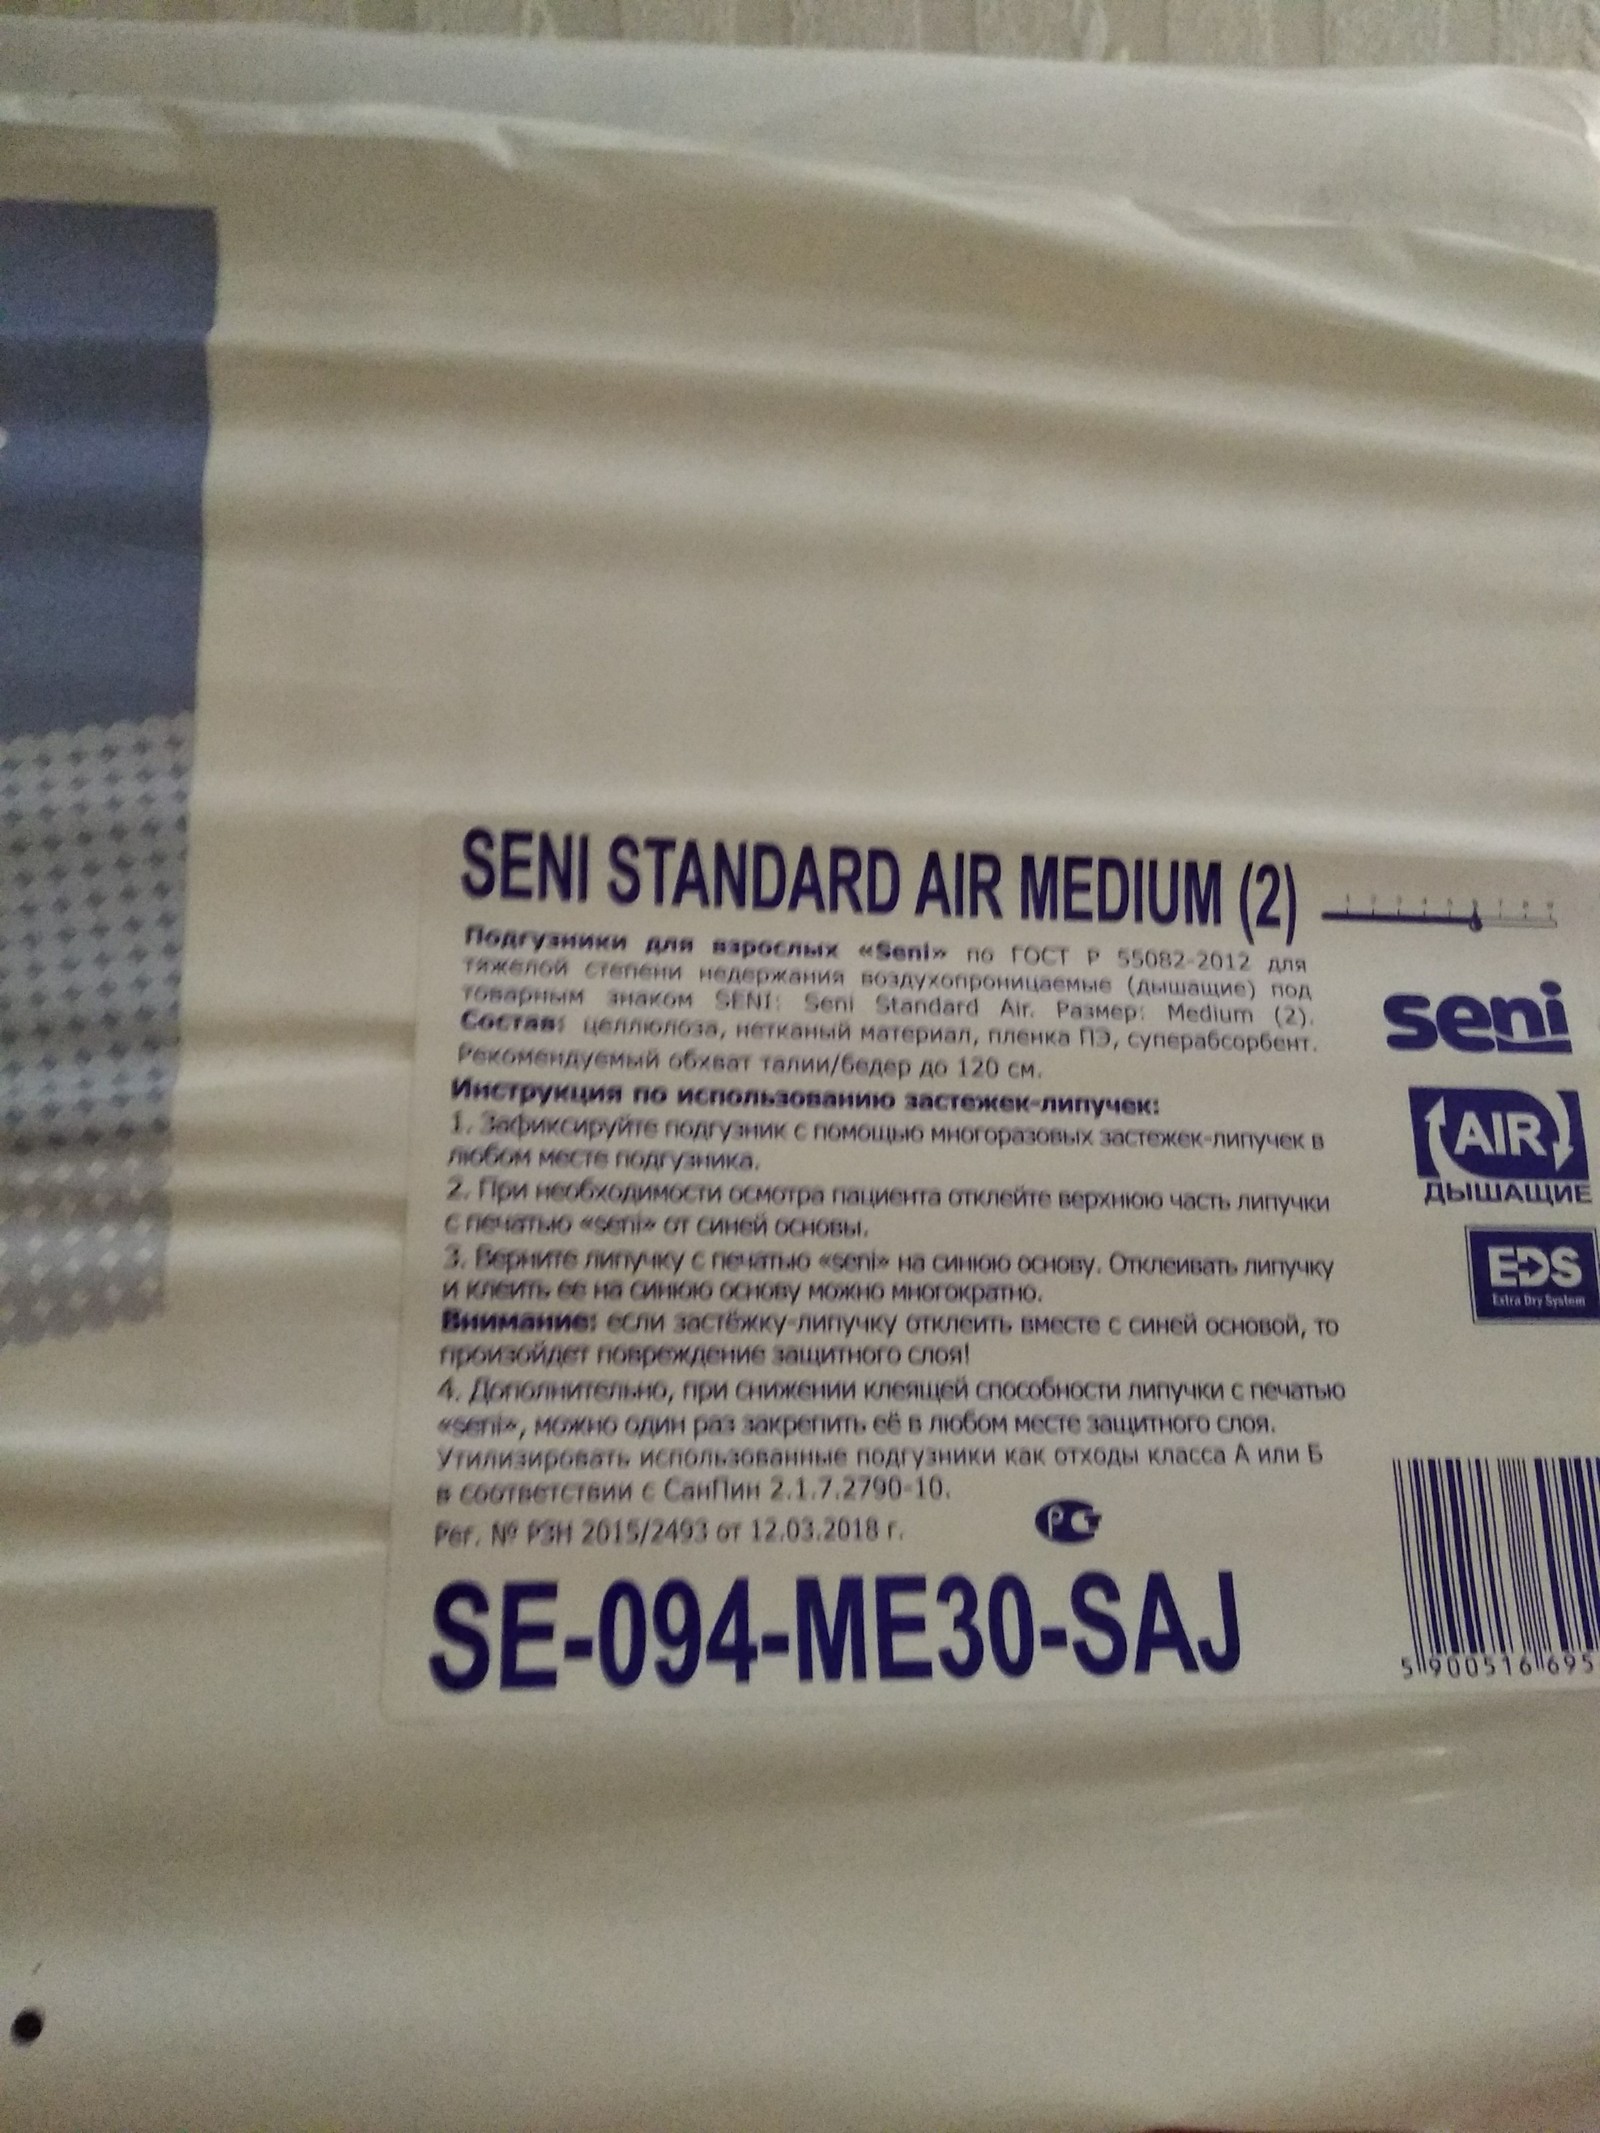 SENI STANDARD AIR MEDIUM (2)
Подгузники для взрослых «Seni» по ГОСТ Р 55082-2012 для
тяжелой степени недержания воздухопроницаемые (дышащие) под
товарным знаком SENI: Seni Standard Air. Размер: Medium (2).
Состав: целлюлоза, нетканый материал, пленка ПЭ, суперабсорбент.
Рекомендуемый обхват талии/бедер до 120 см.
Инструкция по использованию застежек-липучек:
1. Зафиксируйте подгузник с помощью многоразовых застежек-липучек в
любом месте подгузника.
2. При необходимости осмотра пациента отклейте верхнюю часть липучки
с печатью «seni» от синей основы.
3. Верните липучку с печатью «seni» на синюю основу. Отклеивать липучку
и клеить ее на синюю основу можно многократно.
Внимание: если застёжку-липучку отклеить вместе с синей основой, то
произойдет повреждение защитного слоя!
4. Дополнительно, при снижении клеящей способности липучки с печатью
«seni», можно один раз закрепить её в любом месте защитного слоя.
Утилизировать использованные подгузники как отходы класса А или Б
в соответствии с СанПин 2.1.7.2790-10.
Рег. № РЗН 2015/2493 от 12.03.2018 г.
SE-094-ME30-SAJ
seni
AIR
ДЫШАЩИЕ
EDS
Extra Dry System
5 900516 695